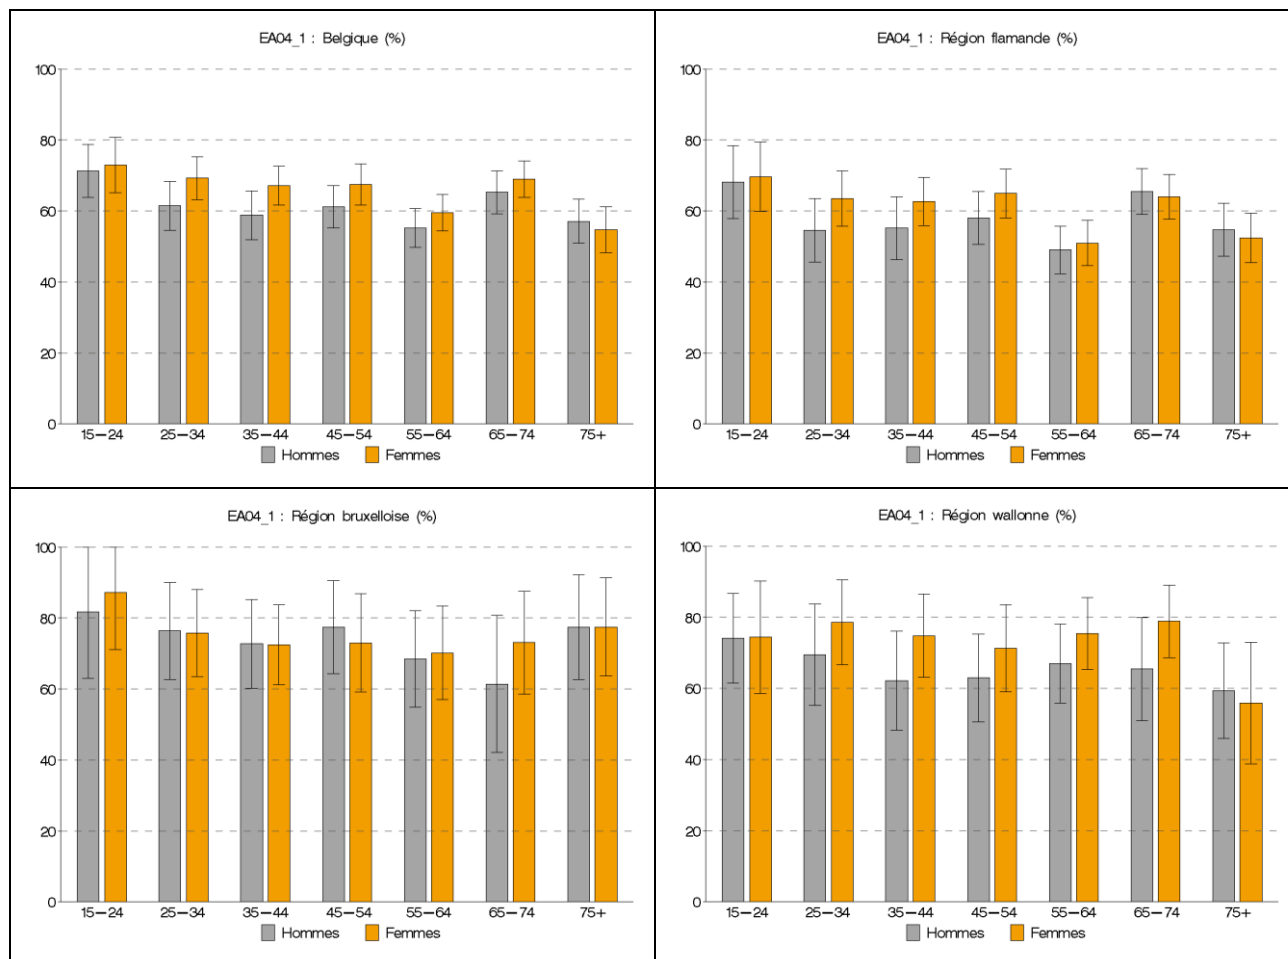 EA04_1 : Belgique (%)
100
80
60
40
20
0
15–24 25–34 35–44 45–54 55–64 65–74 75+
Hommes Femmes
EA04_1 : Région flamande (%)
100
80
60
40
20
0
15–24 25–34 35–44 45–54 55–64 65–74 75+
Hommes Femmes
EA04_1 : Région bruxelloise (%)
100
80
60
40
20
0
15–24 25–34 35–44 45–54 55–64 65–74 75+
Hommes Femmes
EA04_1 : Région wallonne (%)
100
80
60
40
20
0
15–24 25–34 35–44 45–54 55–64 65–74 75+
Hommes Femmes